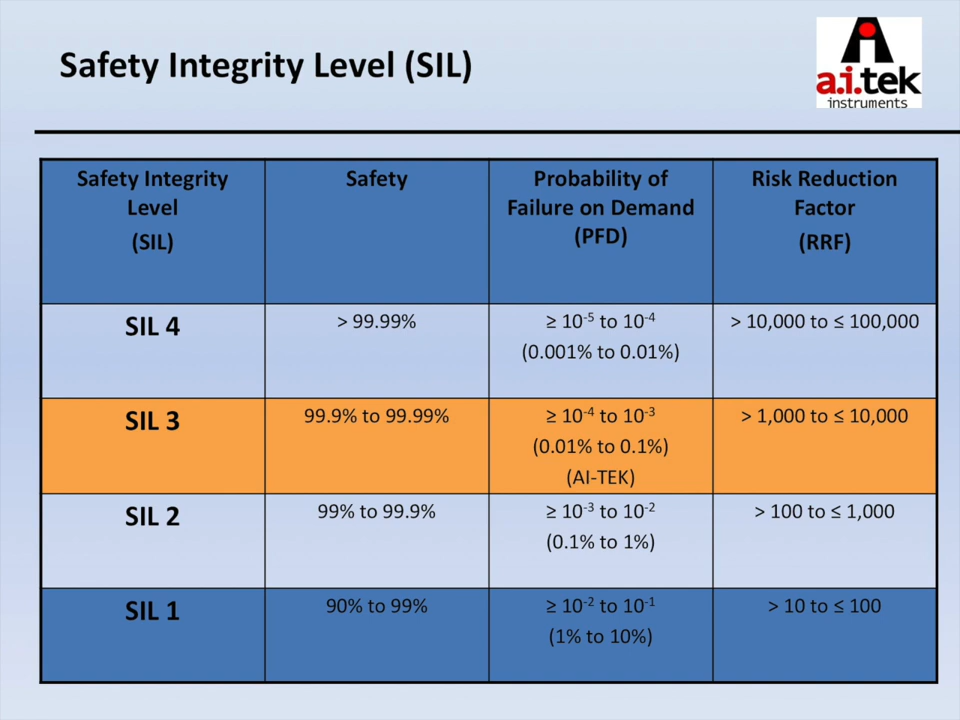 Safety Integrity Level (SIL)
a.i.tek
instruments
Safety Integrity
Level
(SIL)
Safety
Probability of
Failure on Demand
(PFD)
Risk Reduction
Factor
(RRF)
SIL 4
> 99.99%
≥ 10⁻⁵ to 10⁻⁴
(0.001% to 0.01%)
> 10,000 to ≤ 100,000
SIL 3
99.9% to 99.99%
≥ 10⁻⁴ to 10⁻³
(0.01% to 0.1%)
(AI-TEK)
> 1,000 to ≤ 10,000
SIL 2
99% to 99.9%
≥ 10⁻³ to 10⁻²
(0.1% to 1%)
> 100 to ≤ 1,000
SIL 1
90% to 99%
≥ 10⁻² to 10⁻¹
(1% to 10%)
> 10 to ≤ 100